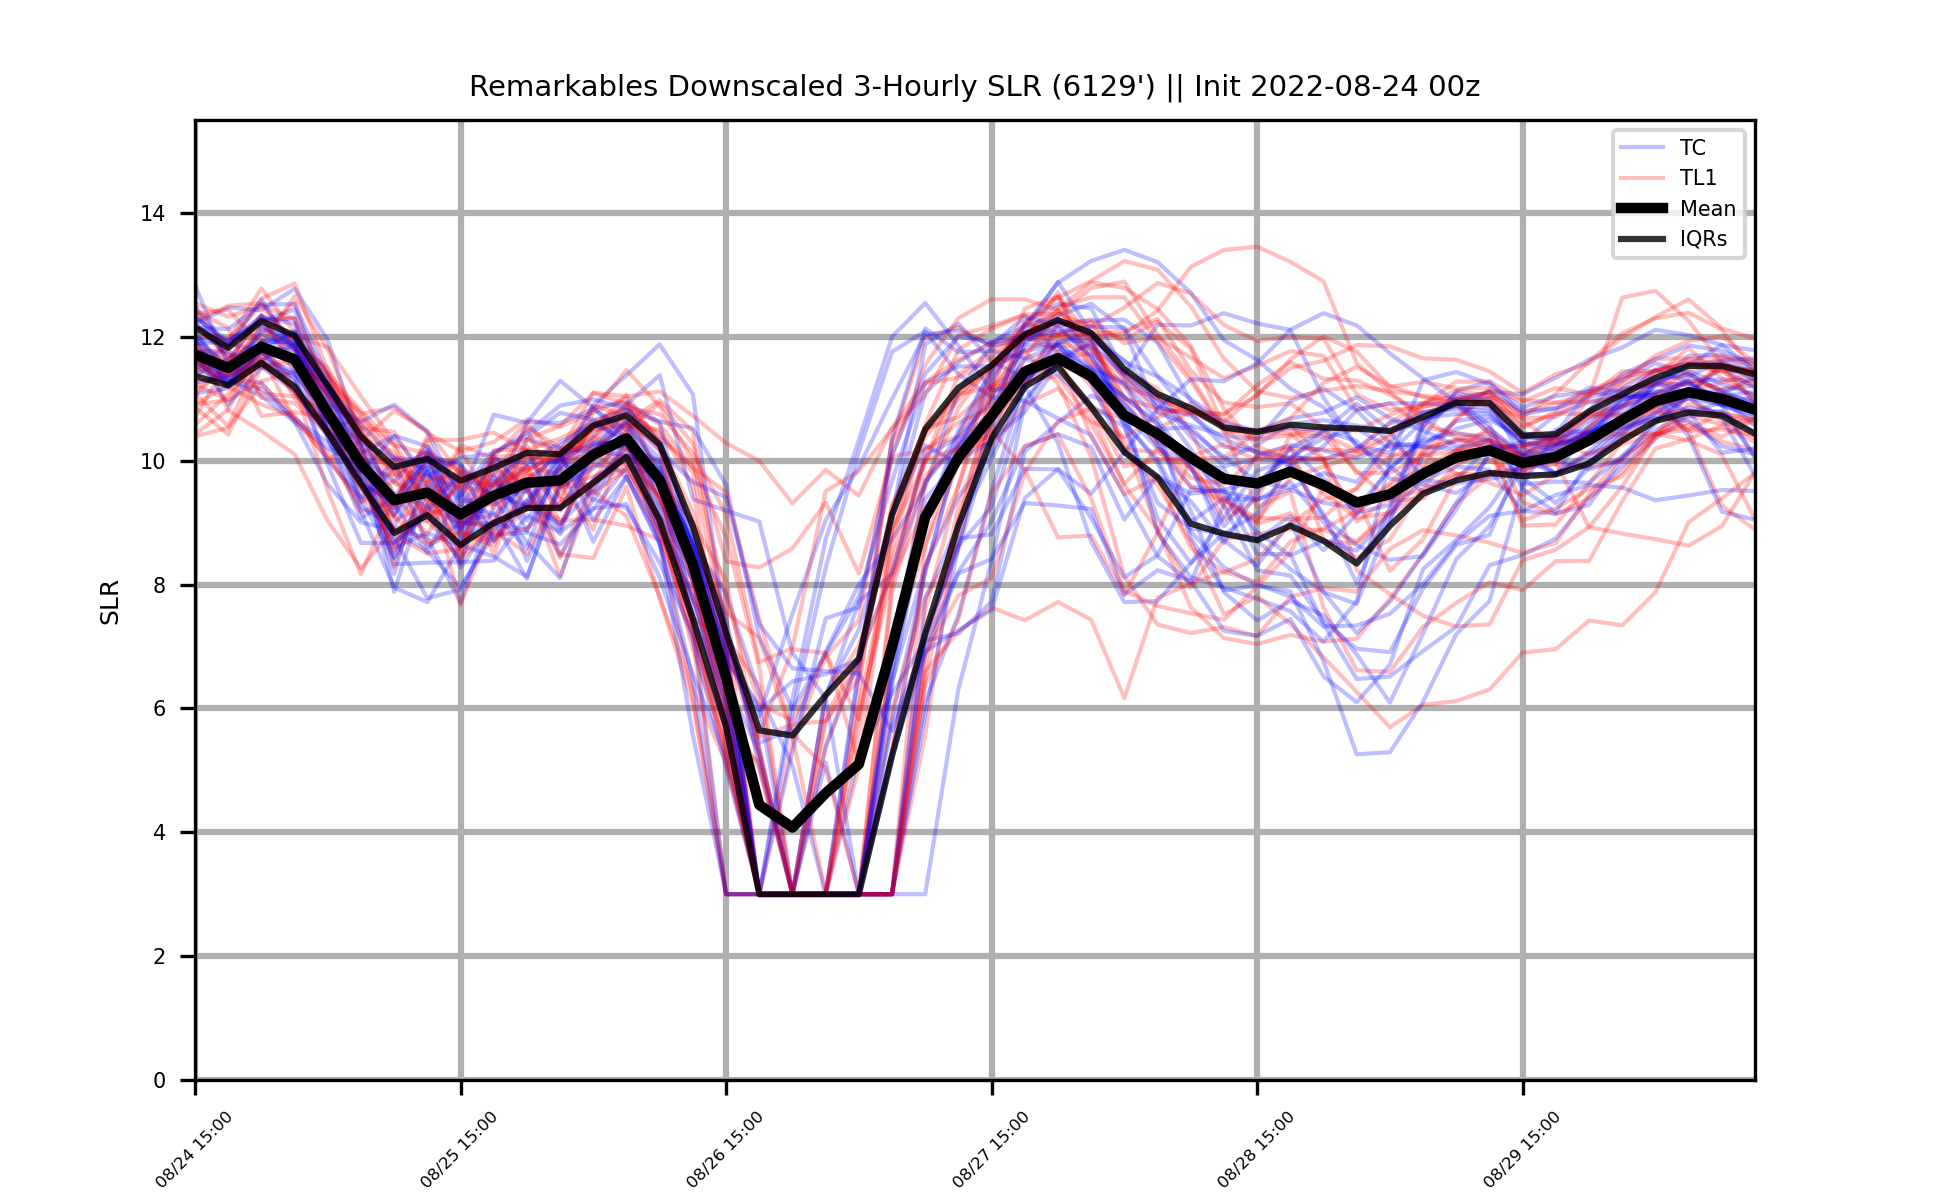 Remarkables Downscaled 3-Hourly SLR (6129') || Init 2022-08-24 00z
TC
TL1
Mean
IQRs
SLR
14
12
10
8
6
4
2
0
08/24 15:00
08/25 15:00
08/26 15:00
08/27 15:00
08/28 15:00
08/29 15:00